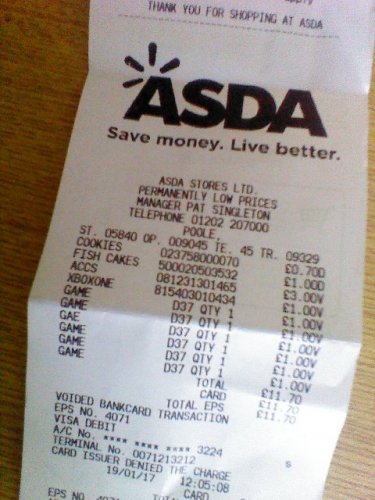 THANK YOU FOR SHOPPING AT ASDA
ASDA
Save money. Live better.
ASDA STORES LTD.
PERMANENTLY LOW PRICES
MANAGER PAT SINGLETON
TELEPHONE 01202 207000
POOLE,
ST. 05840 OP. 009045 TE. 45 TR. 09329
COOKIES 023758000070 £0.70D
FISH CAKES 500020503532 £1.00D
ACCS 081231301465 £3.00V
XBOXONE 815403010434 £1.00V
GAME D37 QTY 1 £1.00V
GAME D37 QTY 1 £1.00V
GAE D37 QTY 1 £1.00V
GAME D37 QTY 1 £1.00V
GAME D37 QTY 1 £1.00V
GAME D37 QTY 1 £1.00V
TOTAL £11.70
CARD £11.70
TOTAL EPS
VOIDED BANKCARD TRANSACTION
EPS NO. 4071
VISA DEBIT
A/C No. **** **** **** 3224 S
TERMINAL No. 0071213212
CARD ISSUER DENIED THE CHARGE
19/01/17 12:05:08
CARD
EPS NO.